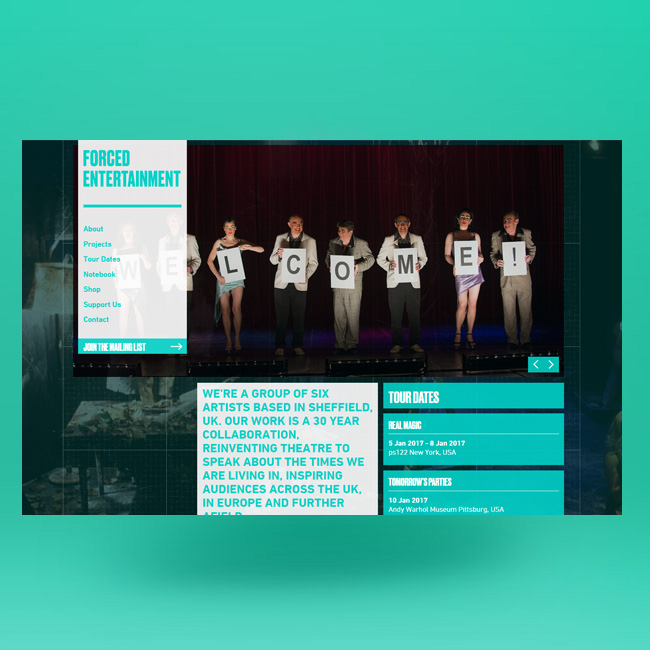 FORCED
ENTERTAINMENT
About
Projects
Tour Dates
Notebook
Shop
Support Us
Contact
JOIN THE MAILING LIST
W E L C O M E !
WE'RE A GROUP OF SIX
ARTISTS BASED IN SHEFFIELD,
UK. OUR WORK IS A 30 YEAR
COLLABORATION,
REINVENTING THEATRE TO
SPEAK ABOUT THE TIMES WE
ARE LIVING IN, INSPIRING
AUDIENCES ACROSS THE UK,
IN EUROPE AND FURTHER
AFIELD
TOUR DATES
REAL MAGIC
5 Jan 2017 - 8 Jan 2017
ps122 New York, USA
TOMORROW'S PARTIES
10 Jan 2017
Andy Warhol Museum Pittsburg, USA